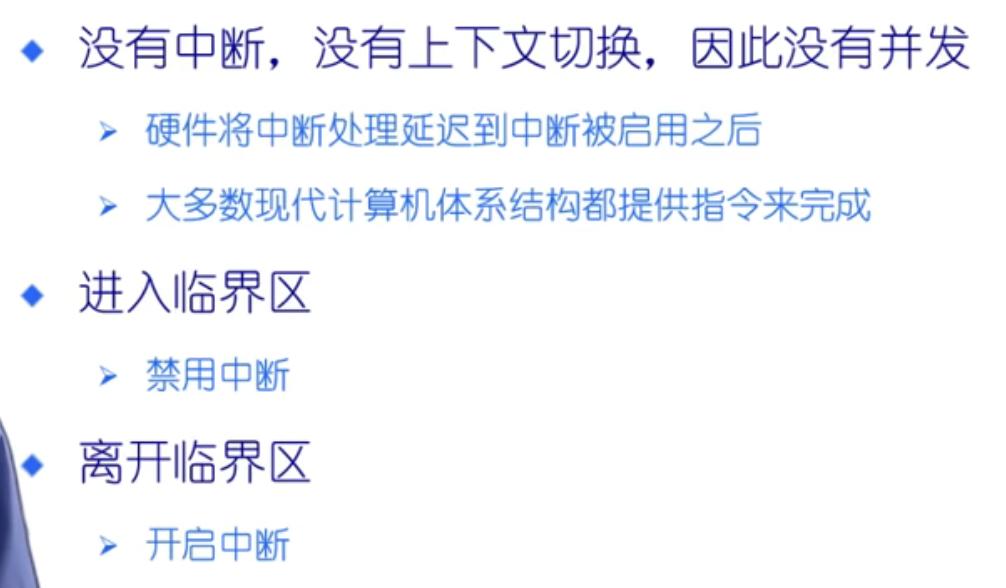 没有中断，没有上下文切换，因此没有并发
硬件将中断处理延迟到中断被启用之后
大多数现代计算机体系结构都提供指令来完成
进入临界区
禁用中断
离开临界区
开启中断